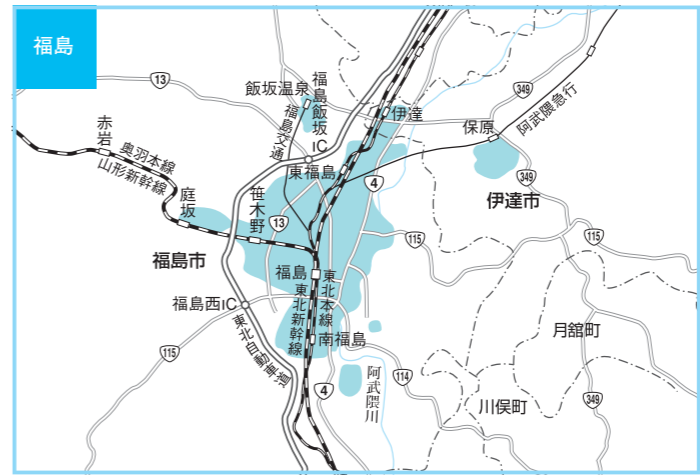 福島
13
飯坂温泉
福島飯坂IC
福島交通
伊達
349
阿武隈急行
保原
赤岩
奥羽本線
山形新幹線
東福島
4
349
伊達市
庭坂
笹木野
13
115
115
福島市
福島
東北本線
東北新幹線
福島西IC
東北自動車道
南福島
月舘町
115
4
阿武隈川
114
川俣町
349